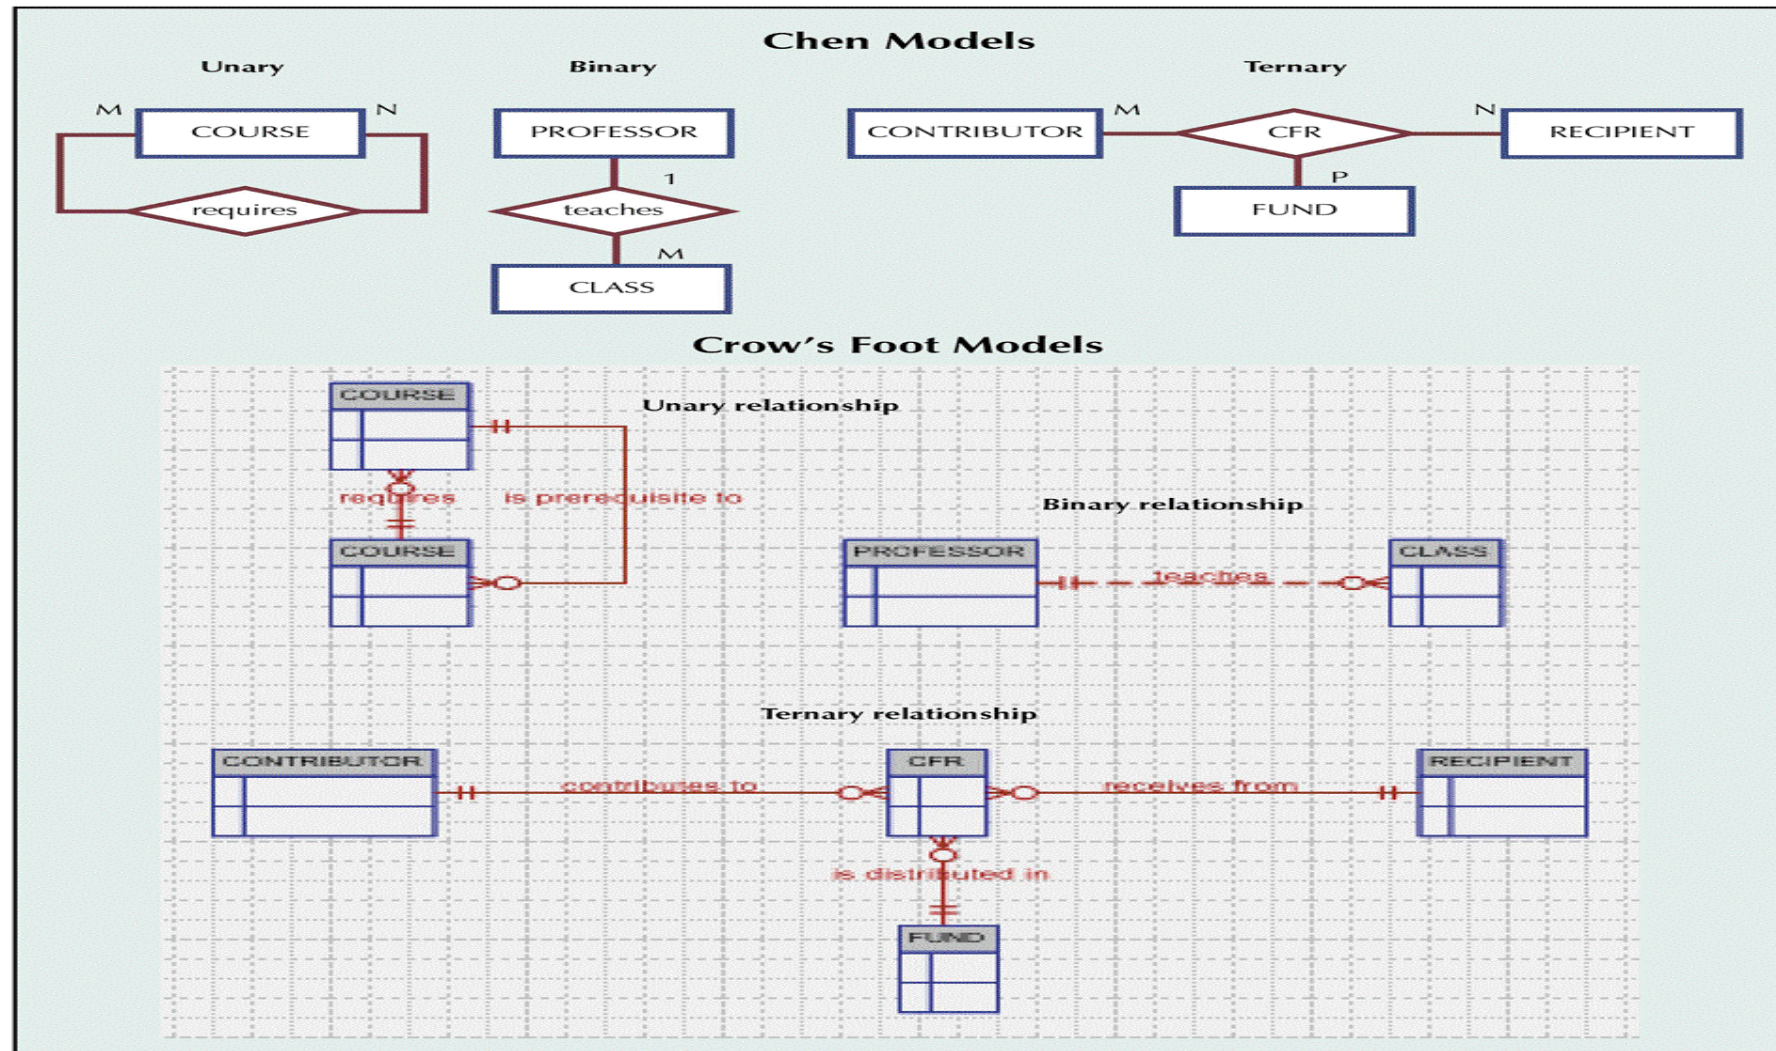 Chen Models
Unary
Binary
Ternary
M
COURSE
N
requires
PROFESSOR
1
teaches
M
CLASS
CONTRIBUTOR
M
CFR
N
RECIPIENT
P
FUND
Crow's Foot Models
COURSE
Unary relationship
requires
is prerequisite to
COURSE
Binary relationship
PROFESSOR
teaches
CLASS
Ternary relationship
CONTRIBUTOR
contributes to
CFR
receives from
RECIPIENT
is distributed in
FUND